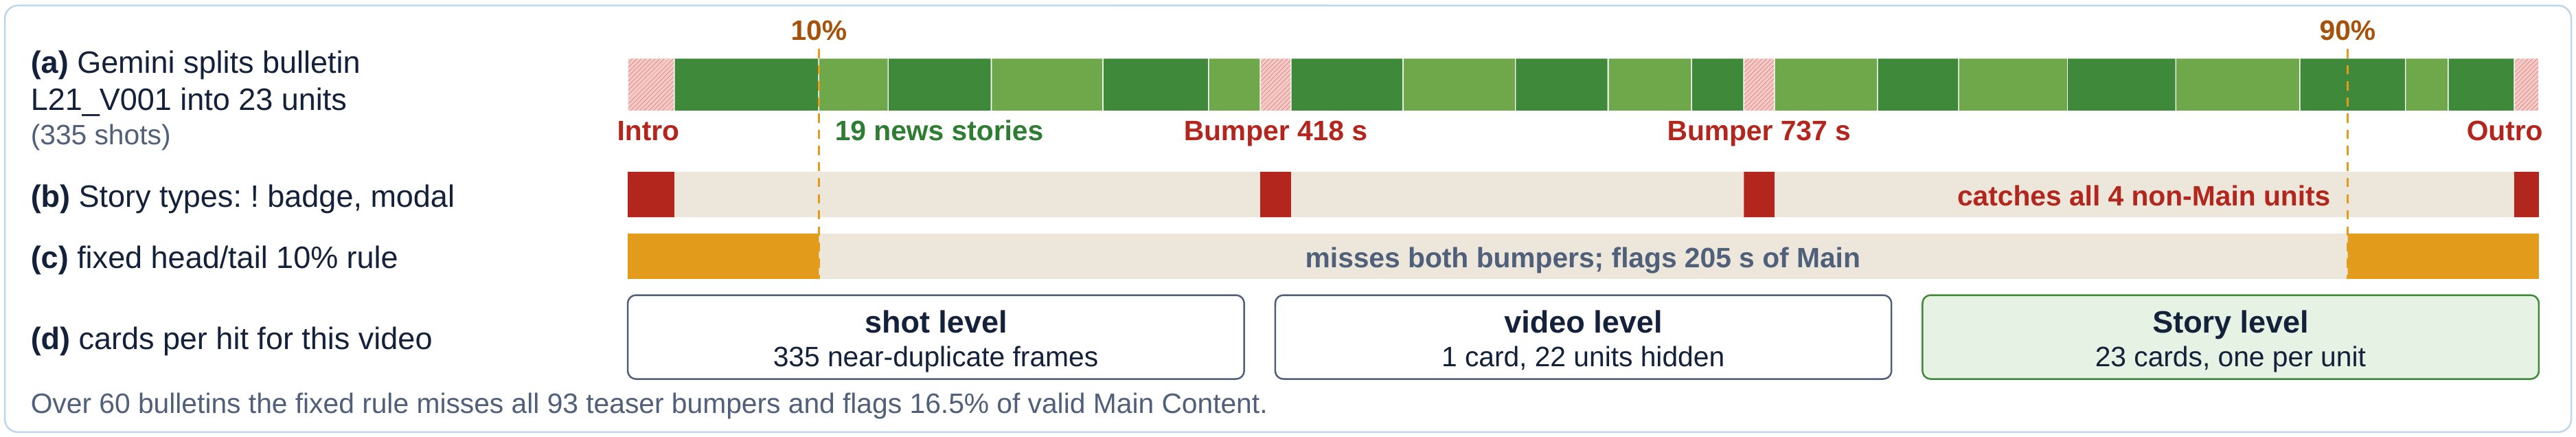 10%
90%
(a) Gemini splits bulletin
L21_V001 into 23 units
(335 shots)
Intro
19 news stories
Bumper 418 s
Bumper 737 s
Outro
(b) Story types: ! badge, modal
catches all 4 non-Main units
(c) fixed head/tail 10% rule
misses both bumpers; flags 205 s of Main
(d) cards per hit for this video
shot level
335 near-duplicate frames
video level
1 card, 22 units hidden
Story level
23 cards, one per unit
Over 60 bulletins the fixed rule misses all 93 teaser bumpers and flags 16.5% of valid Main Content.